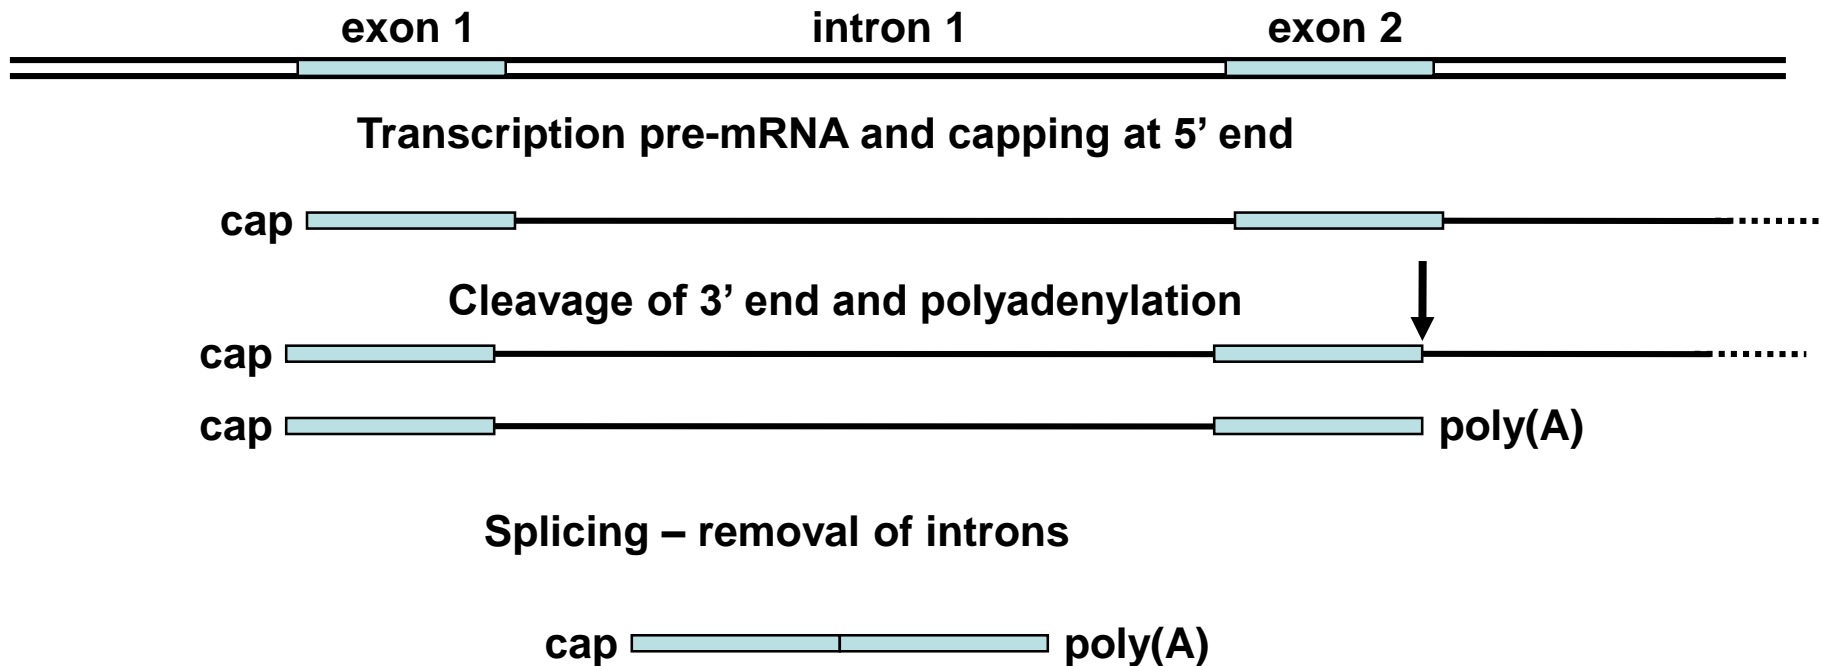 exon 1 intron 1 exon 2
Transcription pre-mRNA and capping at 5’ end
cap
Cleavage of 3’ end and polyadenylation
cap
cap poly(A)
Splicing – removal of introns
cap poly(A)